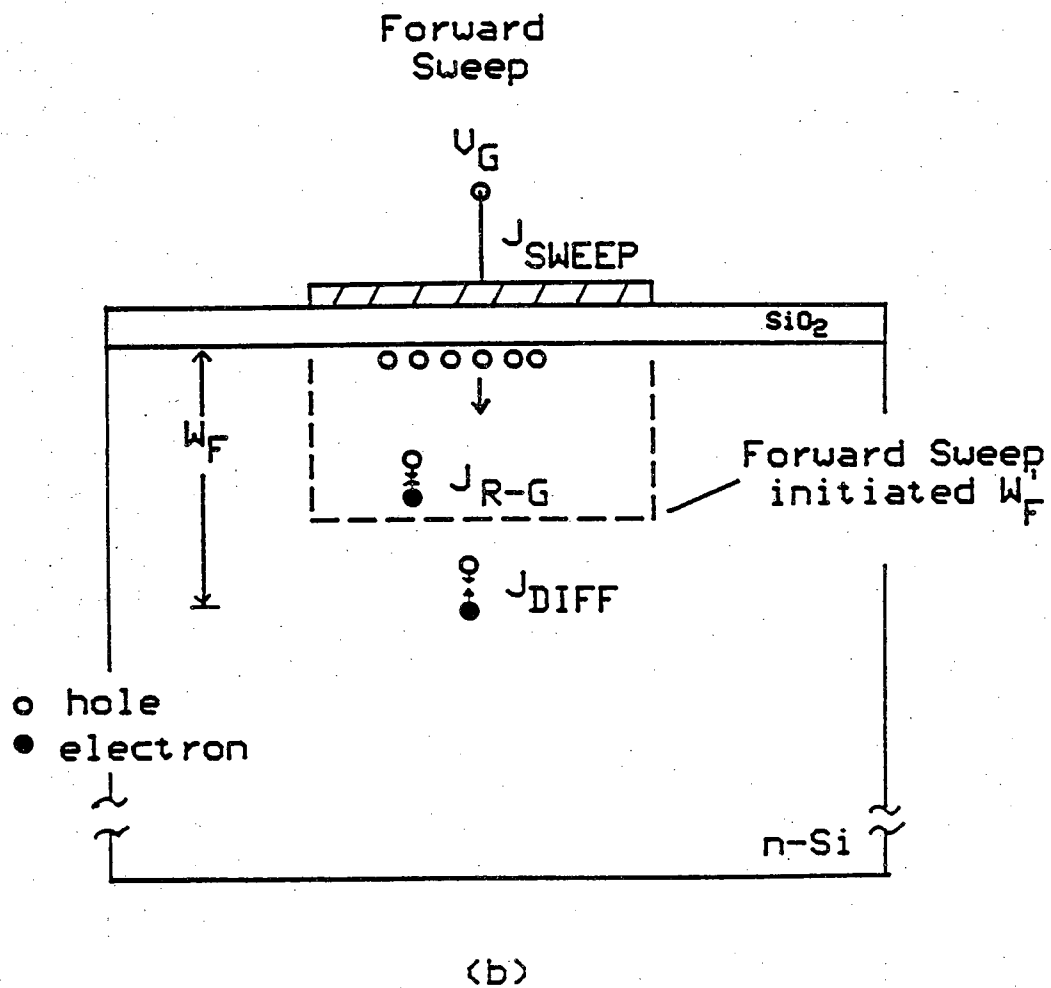 Forward
Sweep
V_G
J_SWEEP
SiO₂
W_F
J_R-G
Forward Sweep
initiated W'_F
J_DIFF
o hole
● electron
n-Si
(b)